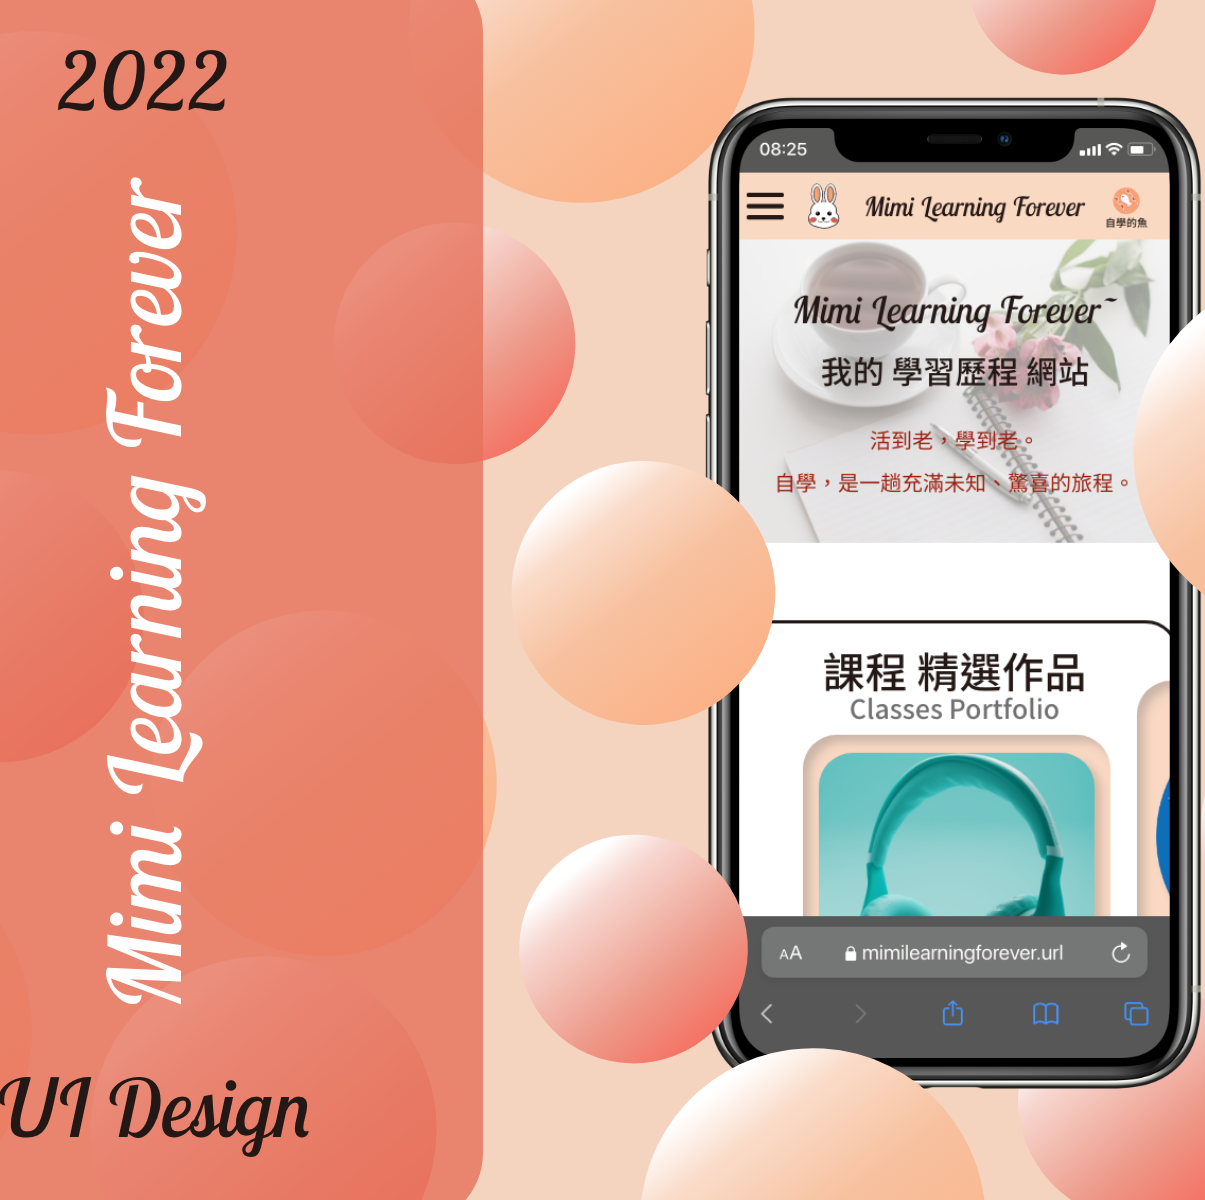 2022
Mimi Learning Forever
UI Design
08:25
Mimi Learning Forever
自學的魚
Mimi Learning Forever~
我的 學習歷程 網站
活到老，學到老。
自學，是一趟充滿未知、驚喜的旅程。
課程 精選作品
Classes Portfolio
AA
mimilearningforever.url